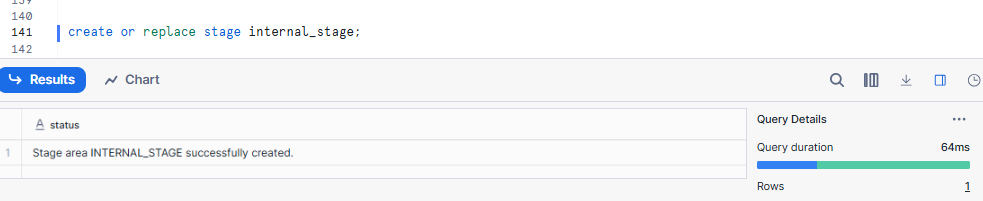 139
140
141 create or replace stage internal_stage;
142
Results Chart
A status
1 Stage area INTERNAL_STAGE successfully created.
Query Details ...
Query duration 64ms
Rows 1